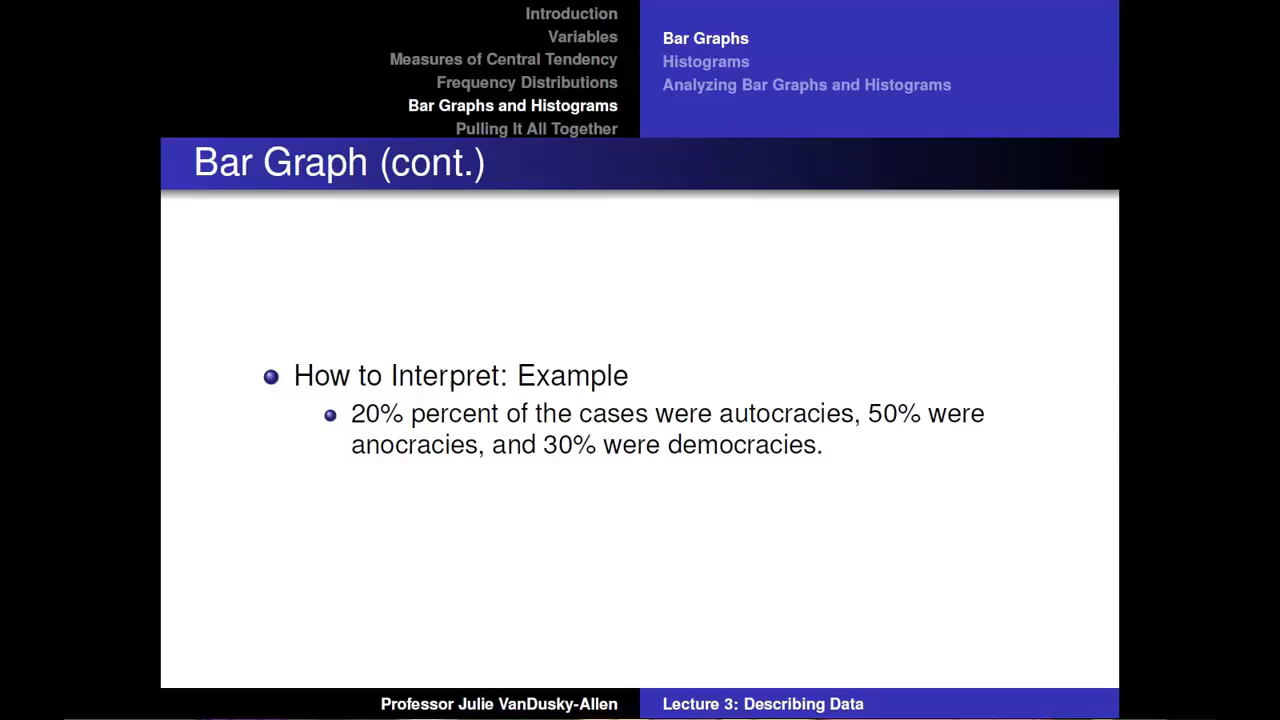 Introduction
Variables
Measures of Central Tendency
Frequency Distributions
Bar Graphs and Histograms
Pulling It All Together
Bar Graphs
Histograms
Analyzing Bar Graphs and Histograms
Bar Graph (cont.)
How to Interpret: Example
20% percent of the cases were autocracies, 50% were
anocracies, and 30% were democracies.
Professor Julie VanDusky-Allen
Lecture 3: Describing Data